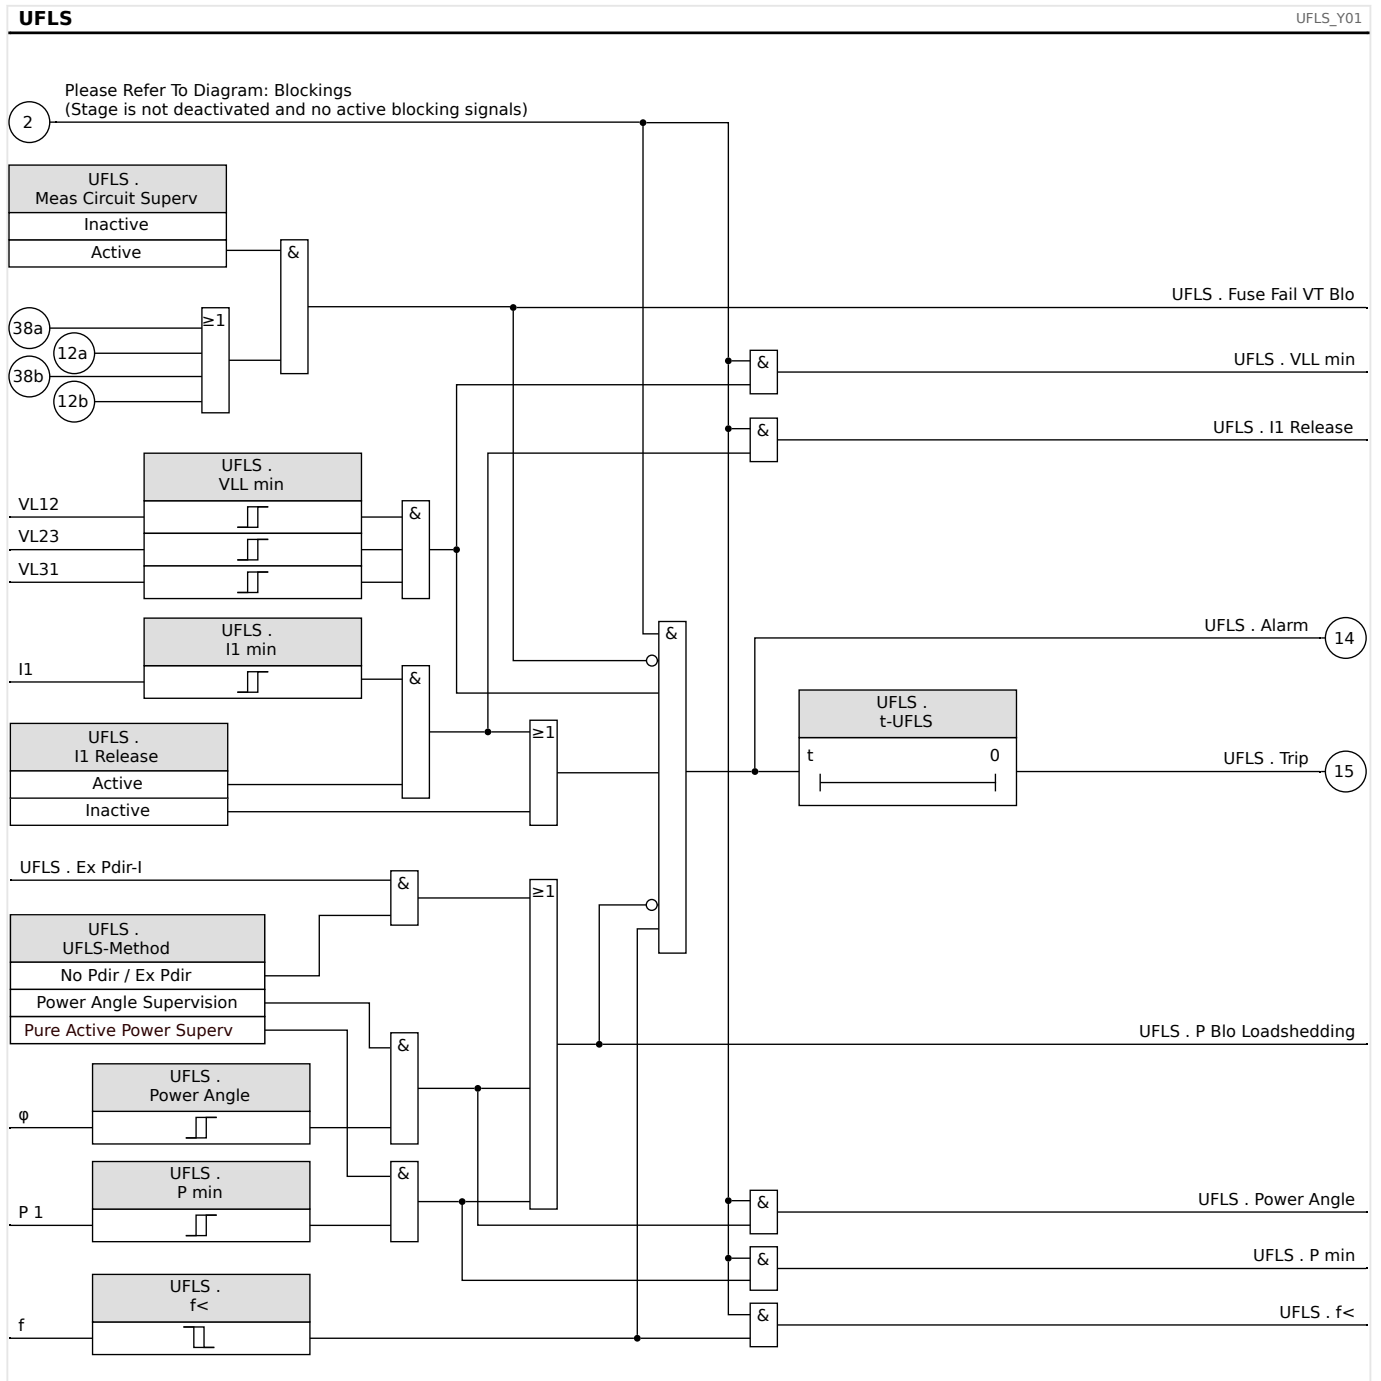 UFLS
UFLS_Y01
Please Refer To Diagram: Blockings
(Stage is not deactivated and no active blocking signals)
2
UFLS .
Meas Circuit Superv
Inactive
Active
&
UFLS . Fuse Fail VT Blo
38a
≥1
12a
38b
12b
&
UFLS . VLL min
&
UFLS . I1 Release
UFLS .
VLL min
VL12
&
VL23
VL31
UFLS .
I1 min
I1
&
&
UFLS . Alarm
14
UFLS .
I1 Release
Active
Inactive
≥1
UFLS .
t-UFLS
t
0
UFLS . Trip
15
UFLS . Ex Pdir-I
&
≥1
UFLS .
UFLS-Method
No Pdir / Ex Pdir
Power Angle Supervision
Pure Active Power Superv
&
UFLS . P Blo Loadshedding
UFLS .
Power Angle
φ
UFLS .
P min
P 1
&
&
UFLS . Power Angle
&
UFLS . P min
UFLS .
f<
f
&
UFLS . f<